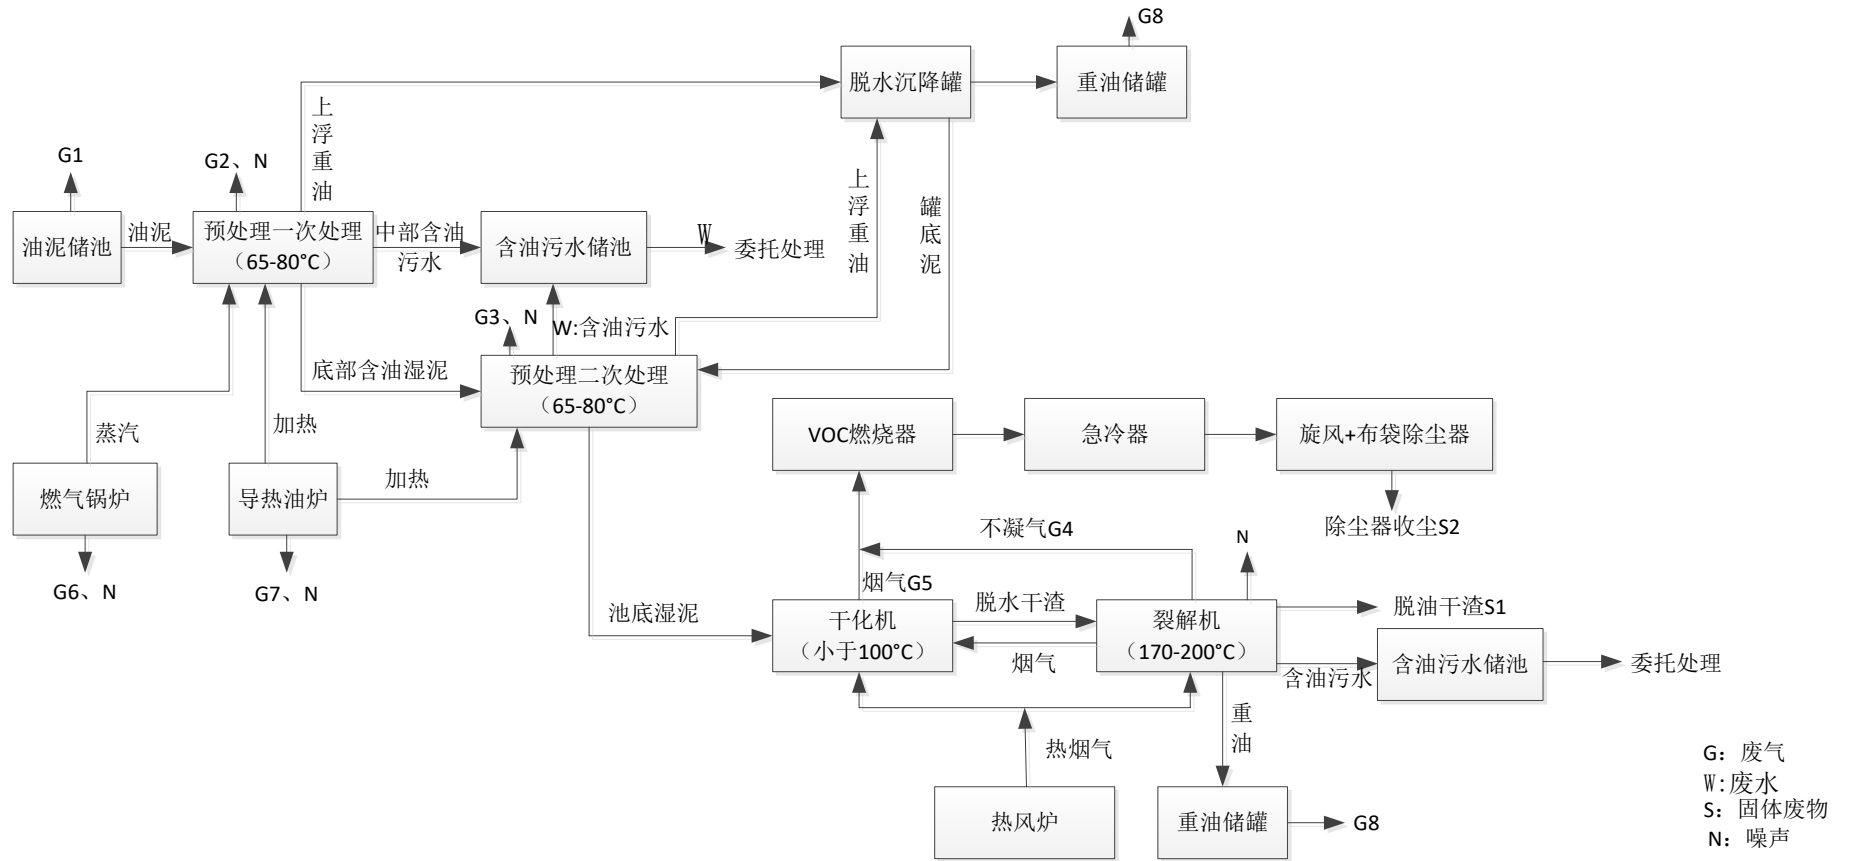 G8
脱水沉降罐
重油储罐
上浮重油
G1
G2、N
油泥储池
油泥
预处理一次处理
（65-80°C）
中部含油
污水
含油污水储池
W
委托处理
上浮重油
罐底泥
G3、N
W:含油污水
底部含油湿泥
预处理二次处理
（65-80°C）
蒸汽
加热
加热
燃气锅炉
导热油炉
G6、N
G7、N
VOC燃烧器
急冷器
旋风+布袋除尘器
除尘器收尘S2
不凝气G4
N
烟气G5
池底湿泥
干化机
（小于100°C）
脱水干渣
烟气
裂解机
（170-200°C）
脱油干渣S1
含油污水
含油污水储池
委托处理
热烟气
重油
热风炉
重油储罐
G8
G：废气
W:废水
S：固体废物
N：噪声